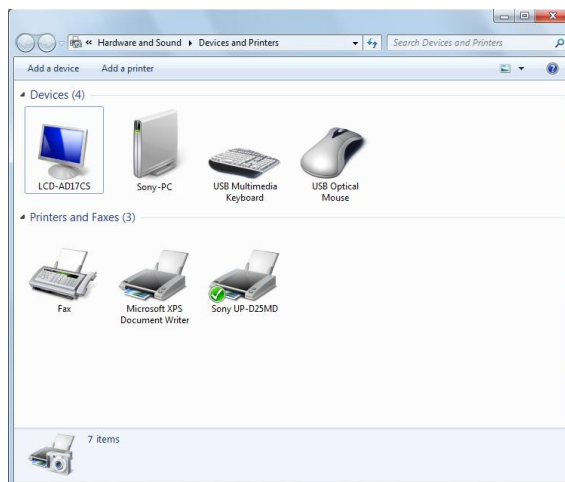 « Hardware and Sound ▸ Devices and Printers
Search Devices and Printers
Add a device Add a printer
Devices (4)
LCD-AD17CS
Sony-PC
USB Multimedia
Keyboard
USB Optical
Mouse
Printers and Faxes (3)
Fax
Microsoft XPS
Document Writer
Sony UP-D25MD
7 items